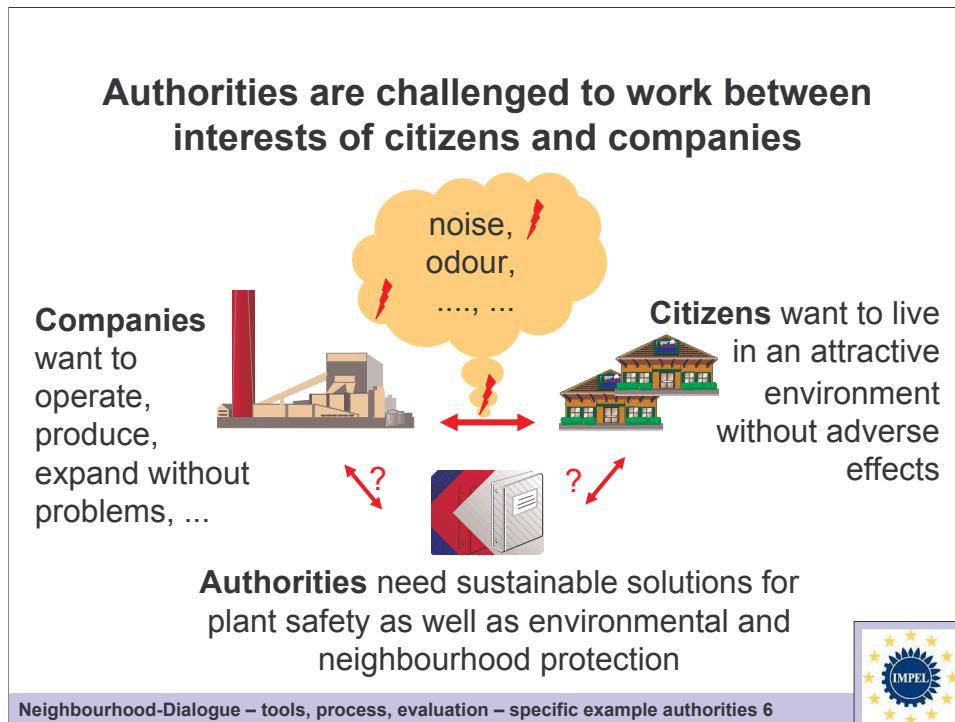 Authorities are challenged to work between
interests of citizens and companies
noise,
odour,
...., ...
Companies
want to
operate,
produce,
expand without
problems, ...
Citizens want to live
in an attractive
environment
without adverse
effects
?
?
Authorities need sustainable solutions for
plant safety as well as environmental and
neighbourhood protection
IMPEL
Neighbourhood-Dialogue – tools, process, evaluation – specific example authorities 6